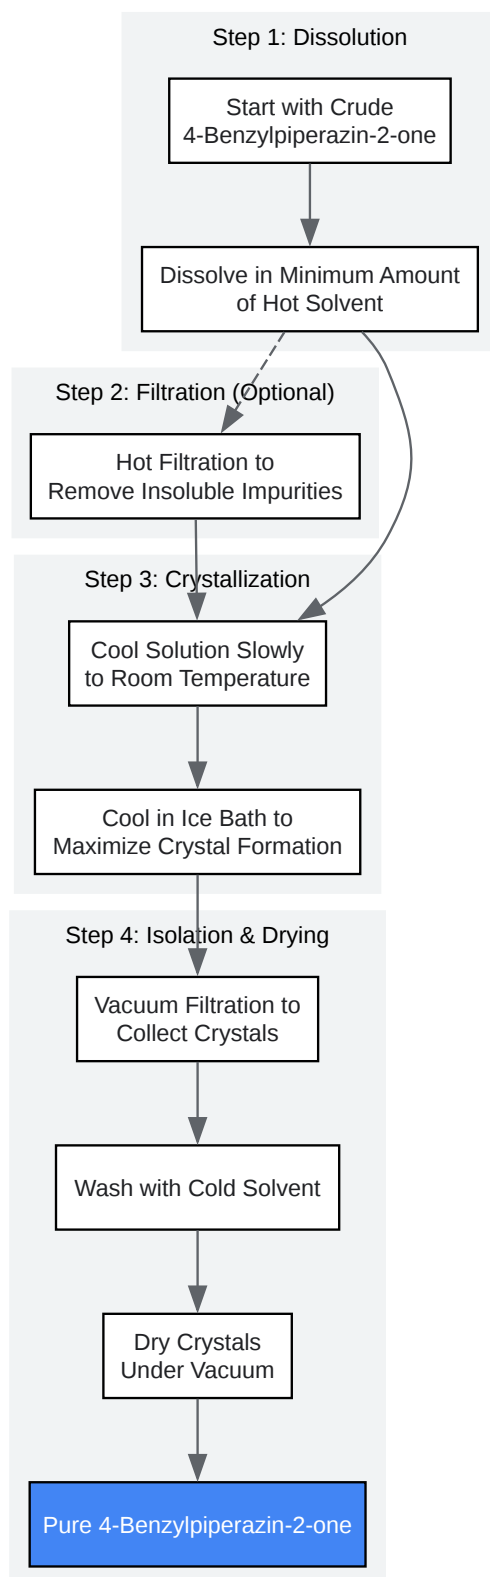 Step 1: Dissolution
Start with Crude
4-Benzylpiperazin-2-one
Dissolve in Minimum Amount
of Hot Solvent
Step 2: Filtration (Optional)
Hot Filtration to
Remove Insoluble Impurities
Step 3: Crystallization
Cool Solution Slowly
to Room Temperature
Cool in Ice Bath to
Maximize Crystal Formation
Step 4: Isolation & Drying
Vacuum Filtration to
Collect Crystals
Wash with Cold Solvent
Dry Crystals
Under Vacuum
Pure 4-Benzylpiperazin-2-one